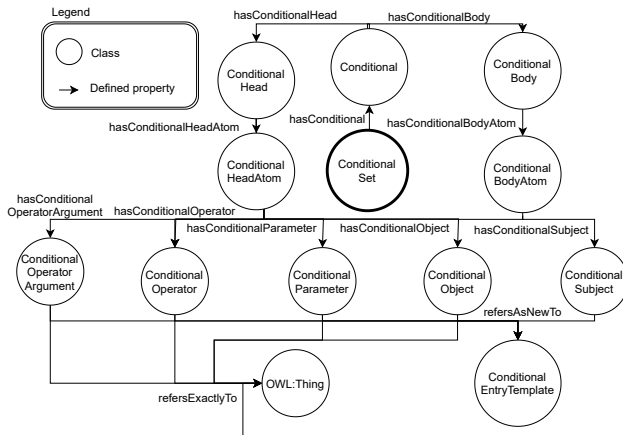 Legend
Class
Defined property
hasConditionalHead
hasConditionalBody
Conditional
Head
Conditional
Conditional
Body
hasConditionalHeadAtom
hasConditional
hasConditionalBodyAtom
Conditional
HeadAtom
Conditional
Set
Conditional
BodyAtom
hasConditional
OperatorArgument
hasConditionalOperator
hasConditionalParameter
hasConditionalObject
hasConditionalSubject
Conditional
Operator
Argument
Conditional
Operator
Conditional
Parameter
Conditional
Object
Conditional
Subject
refersAsNewTo
refersExactlyTo
OWL:Thing
Conditional
EntryTemplate